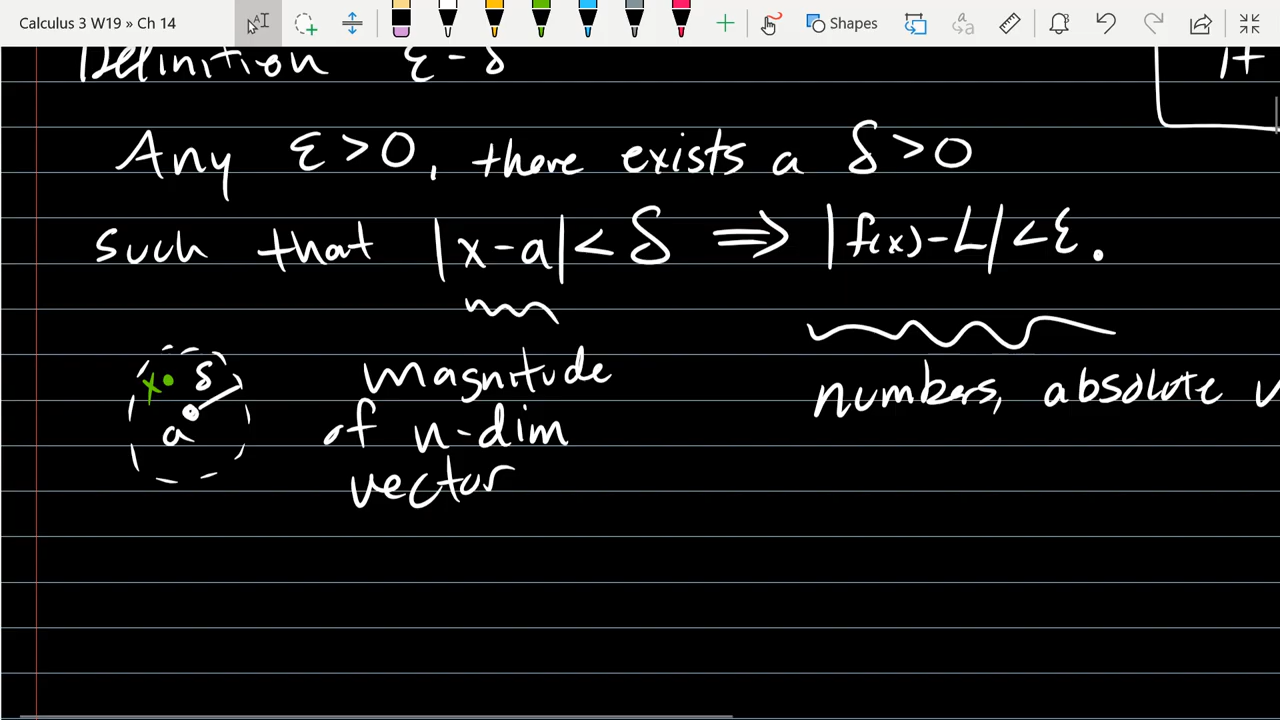 Calculus 3 W19 » Ch 14
Shapes
Definition ε-δ
Any ε>0, there exists a δ>0
such that |x-a|<δ ⟹ |f(x)-L|<ε.
x δ
a
magnitude
of n-dim
vector
numbers, absolute